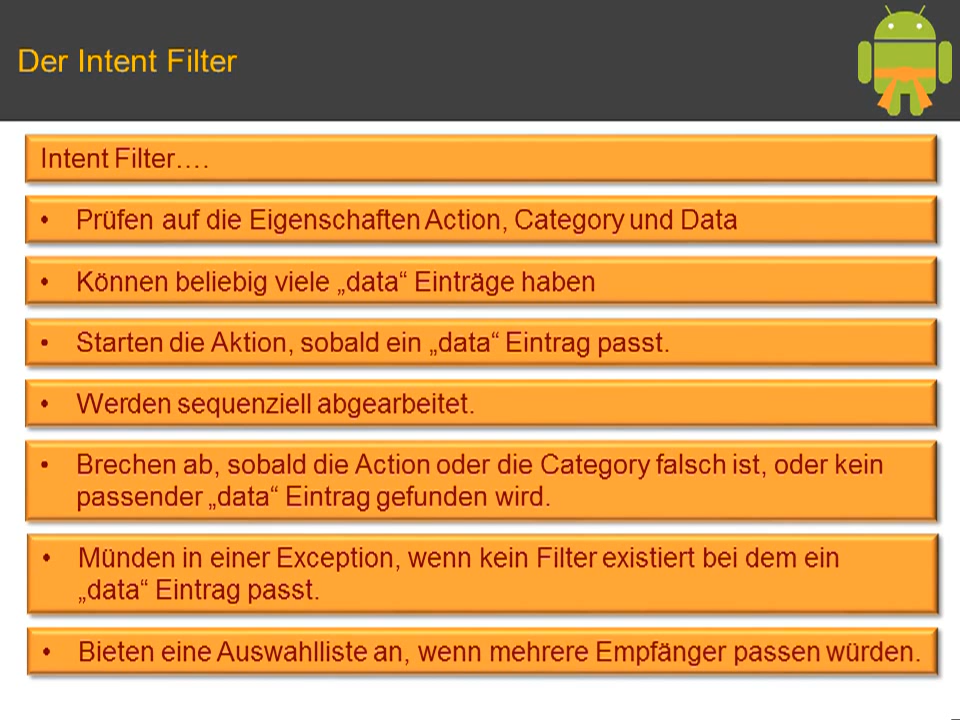 Der Intent Filter
Intent Filter….
• Prüfen auf die Eigenschaften Action, Category und Data
• Können beliebig viele „data“ Einträge haben
• Starten die Aktion, sobald ein „data“ Eintrag passt.
• Werden sequenziell abgearbeitet.
• Brechen ab, sobald die Action oder die Category falsch ist, oder kein
passender „data“ Eintrag gefunden wird.
• Münden in einer Exception, wenn kein Filter existiert bei dem ein
„data“ Eintrag passt.
• Bieten eine Auswahlliste an, wenn mehrere Empfänger passen würden.